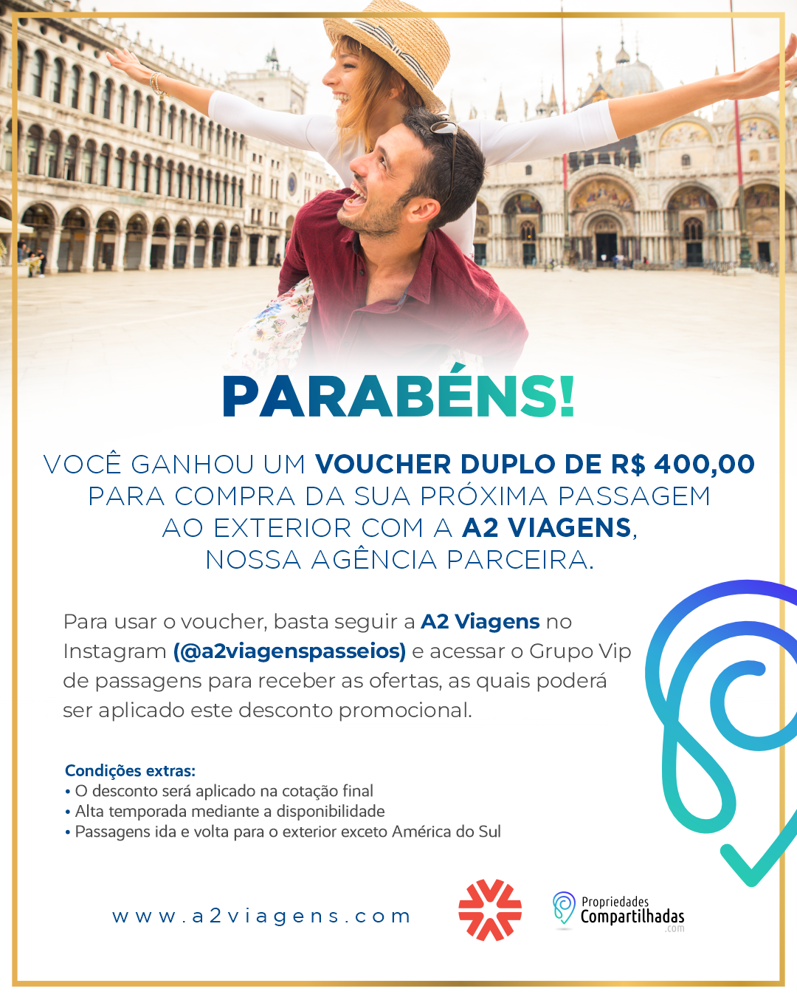 PARABÉNS!
VOCÊ GANHOU UM VOUCHER DUPLO DE R$ 400,00
PARA COMPRA DA SUA PRÓXIMA PASSAGEM
AO EXTERIOR COM A A2 VIAGENS,
NOSSA AGÊNCIA PARCEIRA.
Para usar o voucher, basta seguir a A2 Viagens no
Instagram (@a2viagenspasseios) e acessar o Grupo Vip
de passagens para receber as ofertas, as quais poderá
ser aplicado este desconto promocional.
Condições extras:
• O desconto será aplicado na cotação final
• Alta temporada mediante a disponibilidade
• Passagens ida e volta para o exterior exceto América do Sul
www.a2viagens.com
Propriedades
Compartilhadas
.com